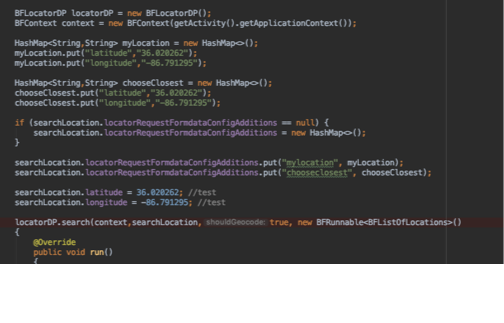 BFLocatorDP locatorDP = new BFLocatorDP();
BFContext context = new BFContext(getActivity().getApplicationContext());
HashMap<String,String> myLocation = new HashMap<>();
myLocation.put("latitude","36.020262");
myLocation.put("longitude","-86.791295");
HashMap<String,String> chooseClosest = new HashMap<>();
chooseClosest.put("latitude","36.020262");
chooseClosest.put("longitude","-86.791295");
if (searchLocation.locatorRequestFormdataConfigAdditions == null) {
searchLocation.locatorRequestFormdataConfigAdditions = new HashMap<>();
}
searchLocation.locatorRequestFormdataConfigAdditions.put("mylocation", myLocation);
searchLocation.locatorRequestFormdataConfigAdditions.put("chooseclosest", chooseClosest);
searchLocation.latitude = 36.020262; //test
searchLocation.longitude = -86.791295; //test
locatorDP.search(context,searchLocation, shouldGeocode: true, new BFRunnable<BFListOfLocations>()
{
@Override
public void run()
{